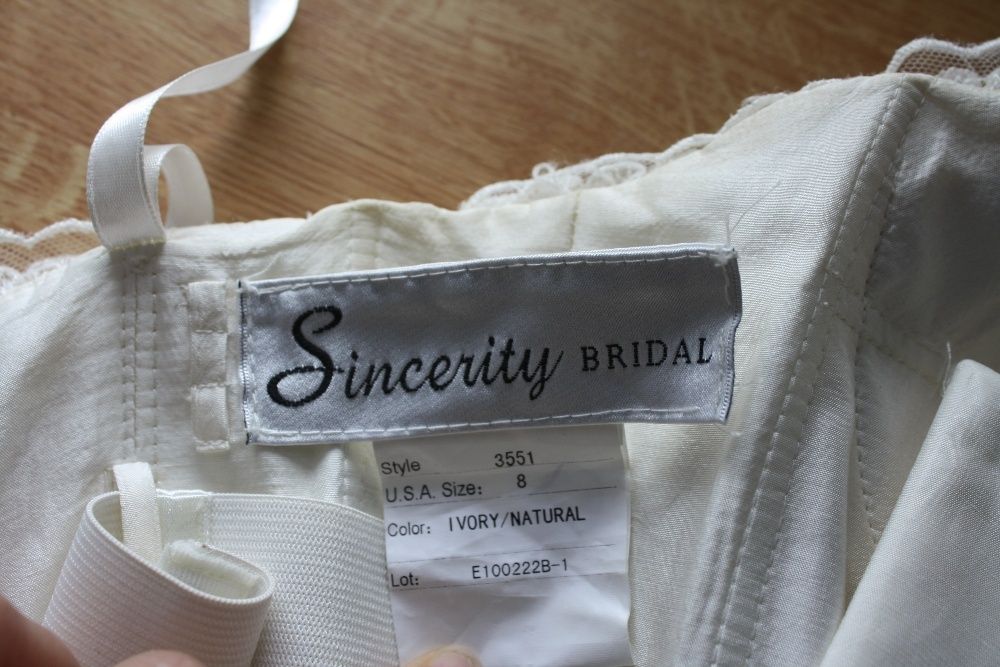 Sincerity BRIDAL
Style 3551
U.S.A. Size: 8
Color: IVORY/NATURAL
Lot: E100222B-1